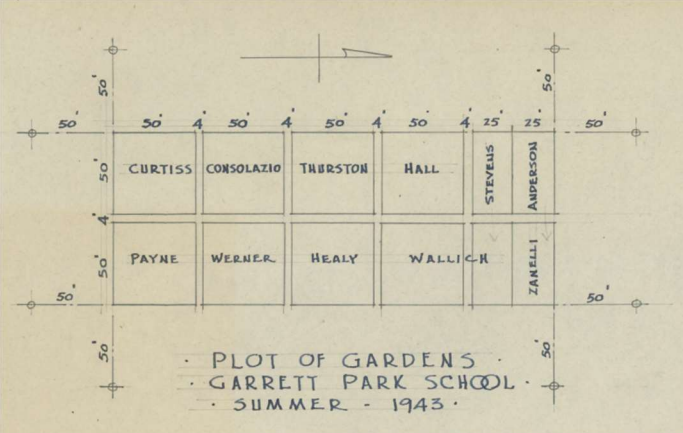 50' 50'
50' 50' 4' 50' 4' 50' 4' 50' 4' 25' 25' 50'
50' CURTISS CONSOLAZIO THURSTON HALL STEVENS ANDERSON
4'
50' PAYNE WERNER HEALY WALLICH ZANELLI
50' 50'
50' 50'
· PLOT OF GARDENS ·
· GARRETT PARK SCHOOL ·
· SUMMER - 1943 ·